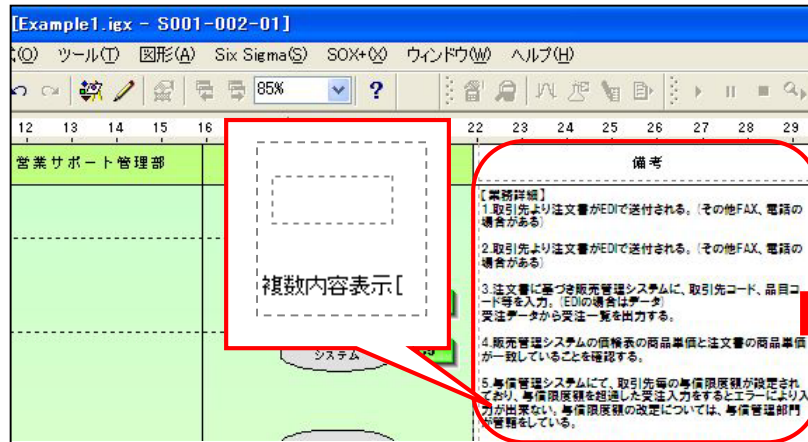 [Example1.igx - S001-002-01]
(O) ツール(T) 図形(A) Six Sigma(S) SOX+(X) ウィンドウ(W) ヘルプ(H)
85%
12 13 14 15 16 22 23 24 25 26 27 28 29
営業サポート管理部
備考
複数内容表示[
システム
【業務詳細】
1.取引先より注文書がEDIで送付される。(その他FAX、電話の
場合がある)
2.取引先より注文書がEDIで送付される。(その他FAX、電話の
場合がある)
3.注文書に基づき販売管理システムに、取引先コード、品目コ
ード等を入力。(EDIの場合はデータ)
受注データから受注一覧を出力する。
4.販売管理システムの価格表の商品単価と注文書の商品単価
が一致していることを確認する。
5.与信管理システムにて、取引先毎の与信限度額が設定され
ており、与信限度額を超過した受注入力をするとエラーにより入
力が出来ない。与信限度額の改定については、与信管理部門
が管轄をしている。